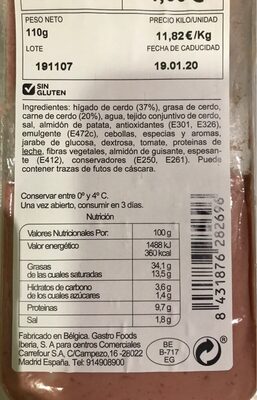 PESO NETO PRECIO KILO/UNIDAD
110g 11,82€/Kg
LOTE FECHA DE CADUCIDAD
191107 19.01.20
SIN
GLUTEN
Ingredientes: hígado de cerdo (37%), grasa de cerdo,
carne de cerdo (20%), agua, tejido conjuntivo de cerdo,
sal, almidón de patata, antioxidantes (E301, E326),
emulgente (E472c), cebollas, especias y aromas,
jarabe de glucosa, dextrosa, tomate, proteínas de
leche, fibras vegetales, almidón de guisante, espesan-
te (E412), conservadores (E250, E261). Puede
contener trazas de futos de cáscara.
Conservar entre 0º y 4º C.
Una vez abierto, consumir en 3 días.
Nutrición
Valores Nutricionales Por: 100 g
Valor energético 1488 kJ
360 kcal
Grasas 34,1 g
de las cuales saturadas 13,5 g
Hidratos de carbono 3,6 g
de los cuales azúcares 1,4 g
Proteínas 9,7 g
Sal 1,8 g
8 431876 282696
Fabricado en Bélgica. Gastro Foods
Iberia, S. A para centros Comerciales
Carrefour S.A, C/Campezo,16 -28022
Madrid España. Tel: 914908900
BE
B-717
EG